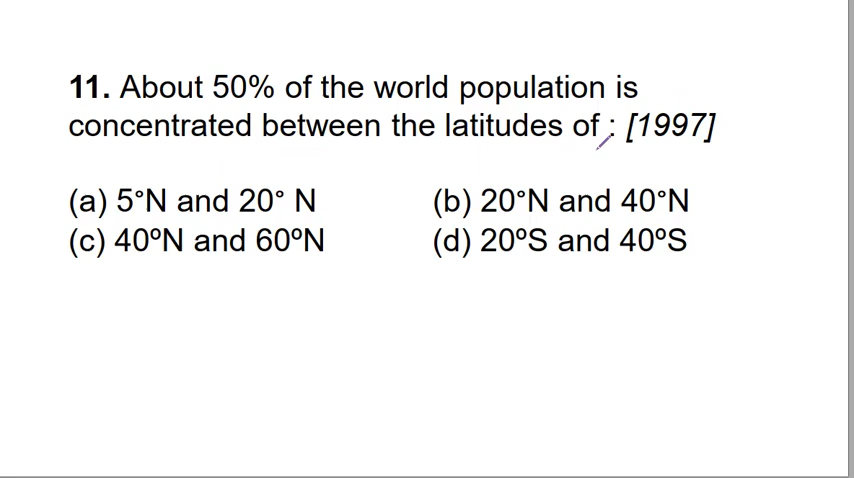 11. About 50% of the world population is
concentrated between the latitudes of : [1997]
(a) 5°N and 20° N (b) 20°N and 40°N
(c) 40ºN and 60ºN (d) 20ºS and 40ºS